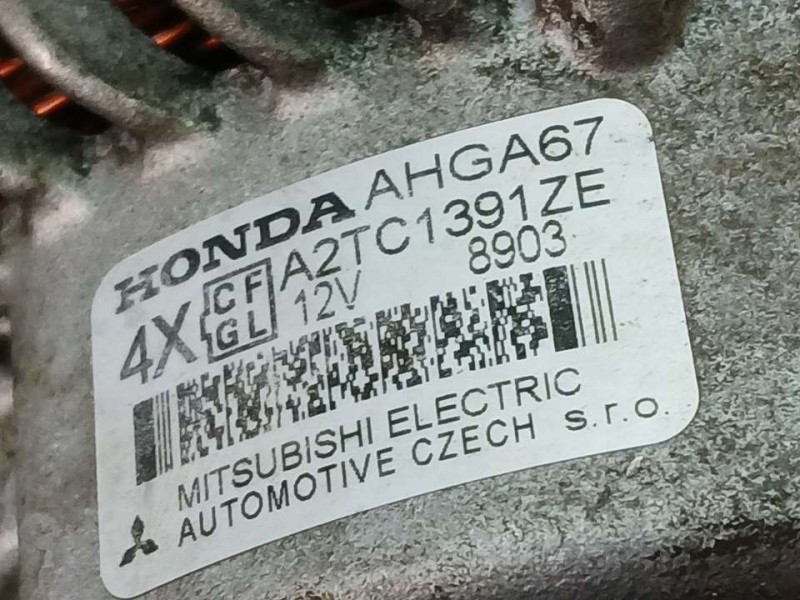 HONDA AHGA67
4X CF A2TC1391ZE
GL 12V 8903
MITSUBISHI ELECTRIC
AUTOMOTIVE CZECH s.r.o.